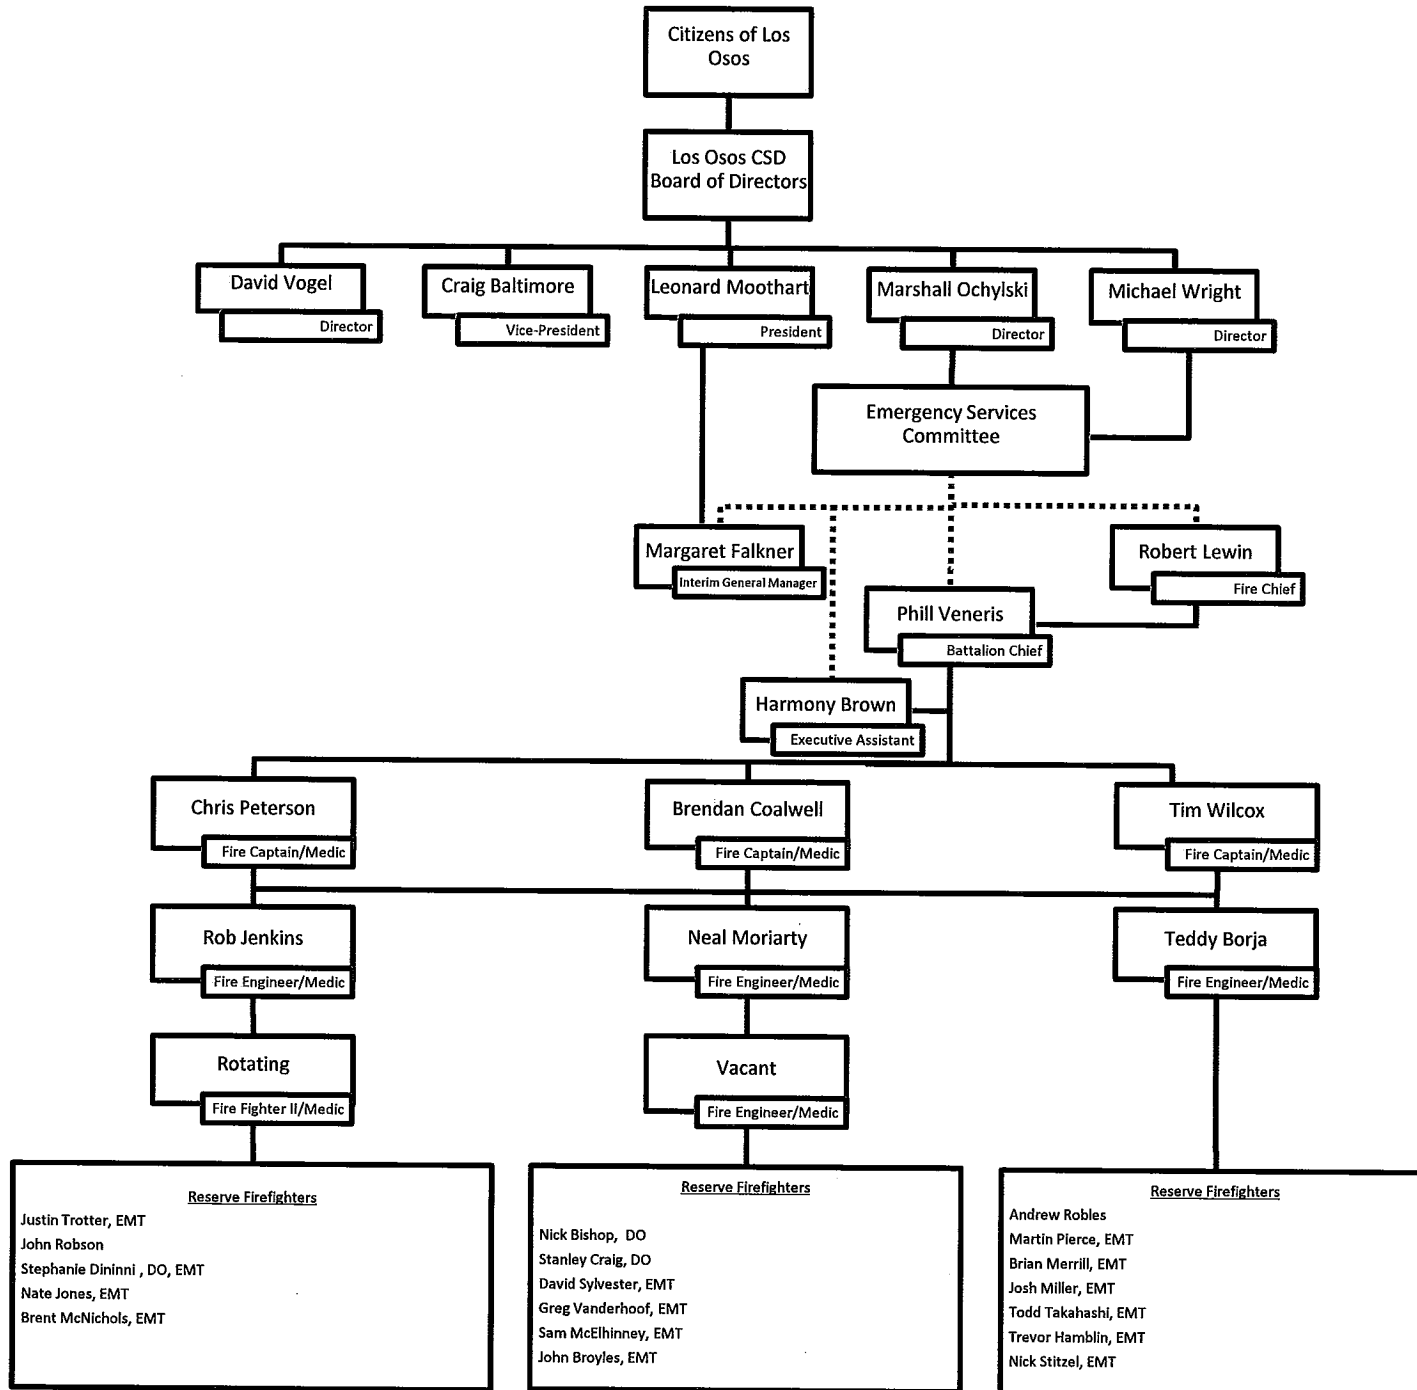 Citizens of Los
Osos
Los Osos CSD
Board of Directors
David Vogel
Director
Craig Baltimore
Vice-President
Leonard Moothart
President
Marshall Ochylski
Director
Michael Wright
Director
Emergency Services
Committee
Margaret Falkner
Interim General Manager
Robert Lewin
Fire Chief
Phill Veneris
Battalion Chief
Harmony Brown
Executive Assistant
Chris Peterson
Fire Captain/Medic
Brendan Coalwell
Fire Captain/Medic
Tim Wilcox
Fire Captain/Medic
Rob Jenkins
Fire Engineer/Medic
Neal Moriarty
Fire Engineer/Medic
Teddy Borja
Fire Engineer/Medic
Rotating
Fire Fighter II/Medic
Vacant
Fire Engineer/Medic
Reserve Firefighters
Justin Trotter, EMT
John Robson
Stephanie Dininni , DO, EMT
Nate Jones, EMT
Brent McNichols, EMT
Reserve Firefighters
Nick Bishop,  DO
Stanley Craig, DO
David Sylvester, EMT
Greg Vanderhoof, EMT
Sam McElhinney, EMT
John Broyles, EMT
Reserve Firefighters
Andrew Robles
Martin Pierce, EMT
Brian Merrill, EMT
Josh Miller, EMT
Todd Takahashi, EMT
Trevor Hamblin, EMT
Nick Stitzel, EMT